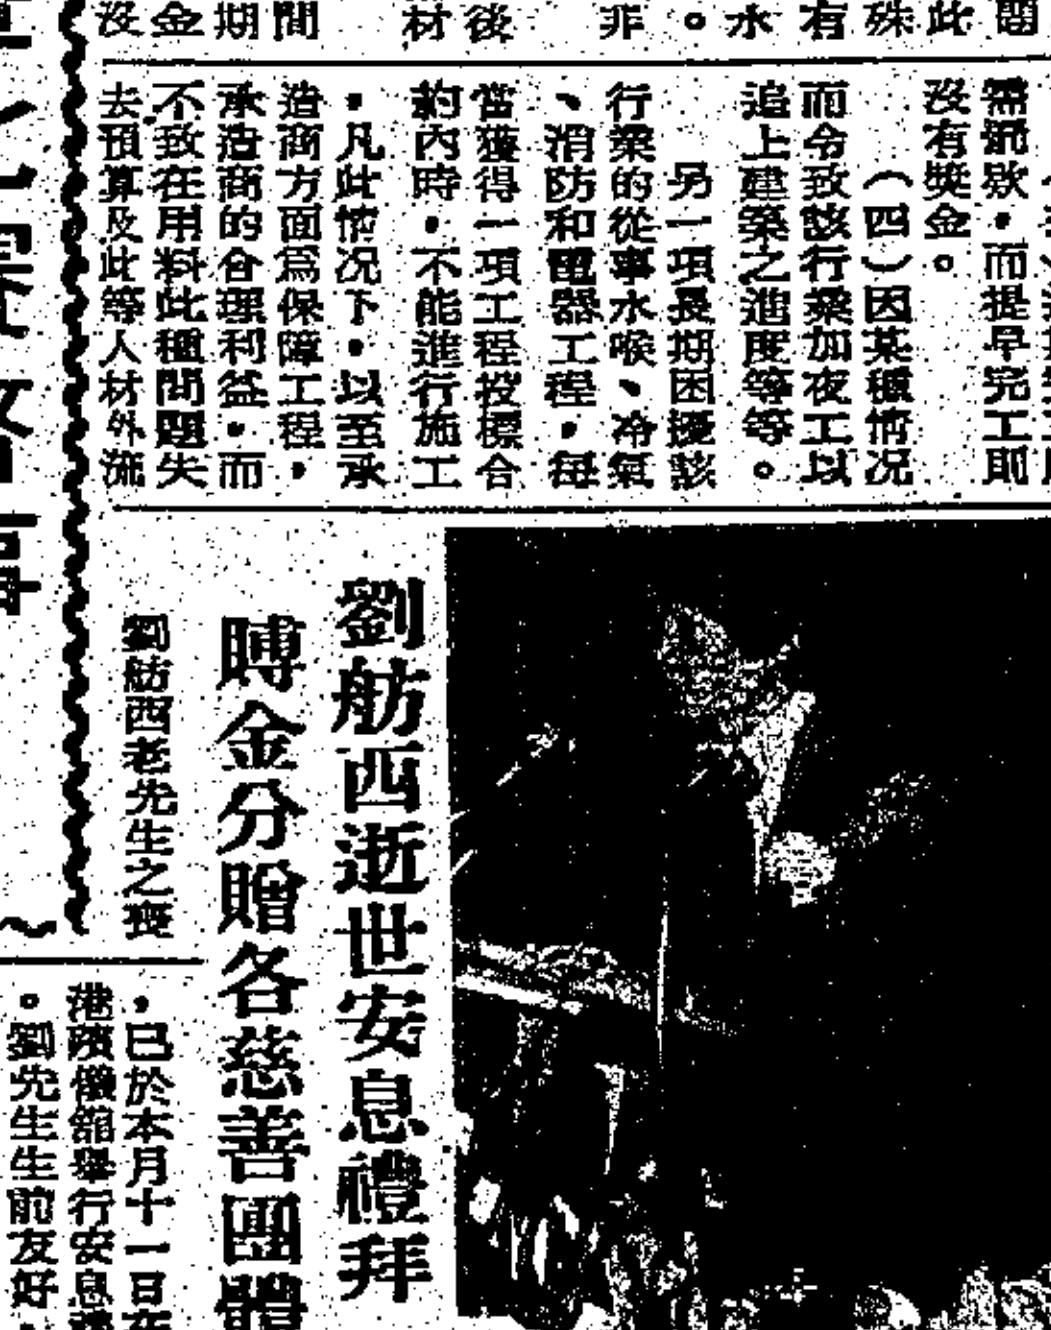 問
此
殊
有
水
。
非
後
材
間
期
金
沒
需
歇，而提早完工則
沒有獎金。
（四）因某種情况
而令致該行業加夜工以
追上建築之進度等等。
另一項長期困擾該
行業的從事水喉、冷氣
、消防和電器工程，每
當獲得一項工程投標合
約內時，不能進行施工
，凡此情况下，以至承
造商方面爲保障工程，
承造商的合理利益，而
不致在用料此種問題失
去預算及此等人材外流
劉舫西逝世安息禮拜
賻金分贈各慈善團體
劉舫西老先生之喪
，已於本月十一日在
港殯儀館舉行安息
。劉先生生前友好